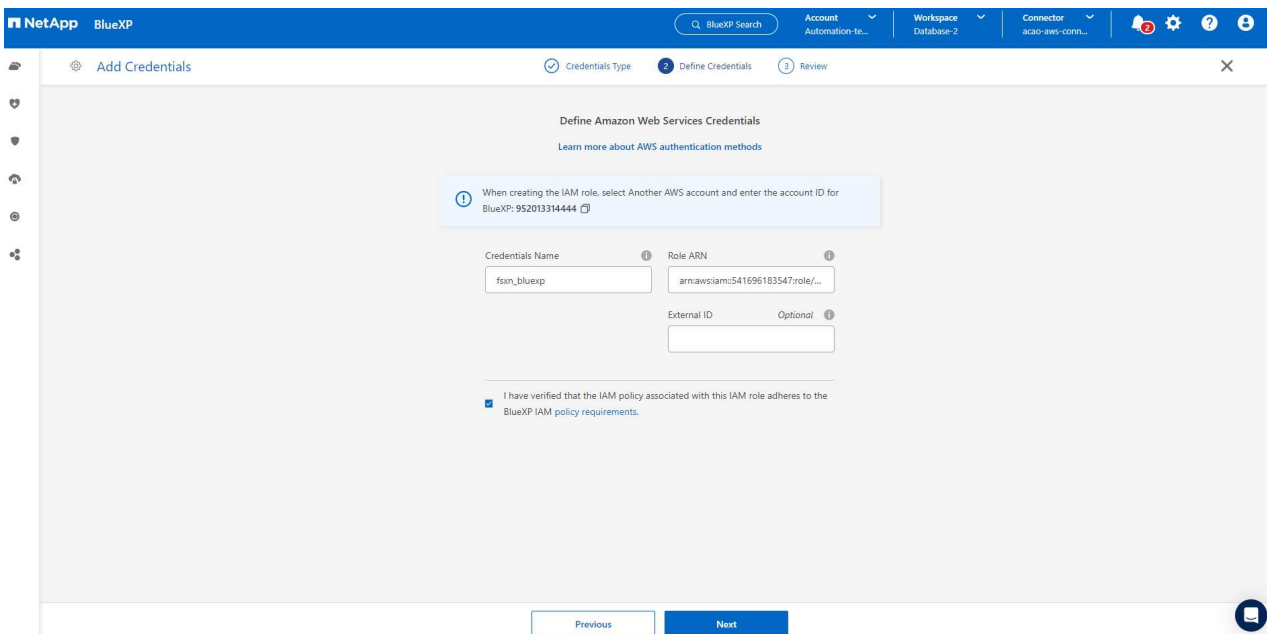 NetApp BlueXP
BlueXP Search
Account
Automation-te...
Workspace
Database-2
Connector
acao-aws-conn...
2
Add Credentials
Credentials Type
2 Define Credentials
3 Review
Define Amazon Web Services Credentials
Learn more about AWS authentication methods
When creating the IAM role, select Another AWS account and enter the account ID for
BlueXP: 952013314444
Credentials Name
Role ARN
fsxn_bluexp
arn:aws:iam::541696183547:role/...
External ID
Optional
I have verified that the IAM policy associated with this IAM role adheres to the
BlueXP IAM policy requirements.
Previous
Next